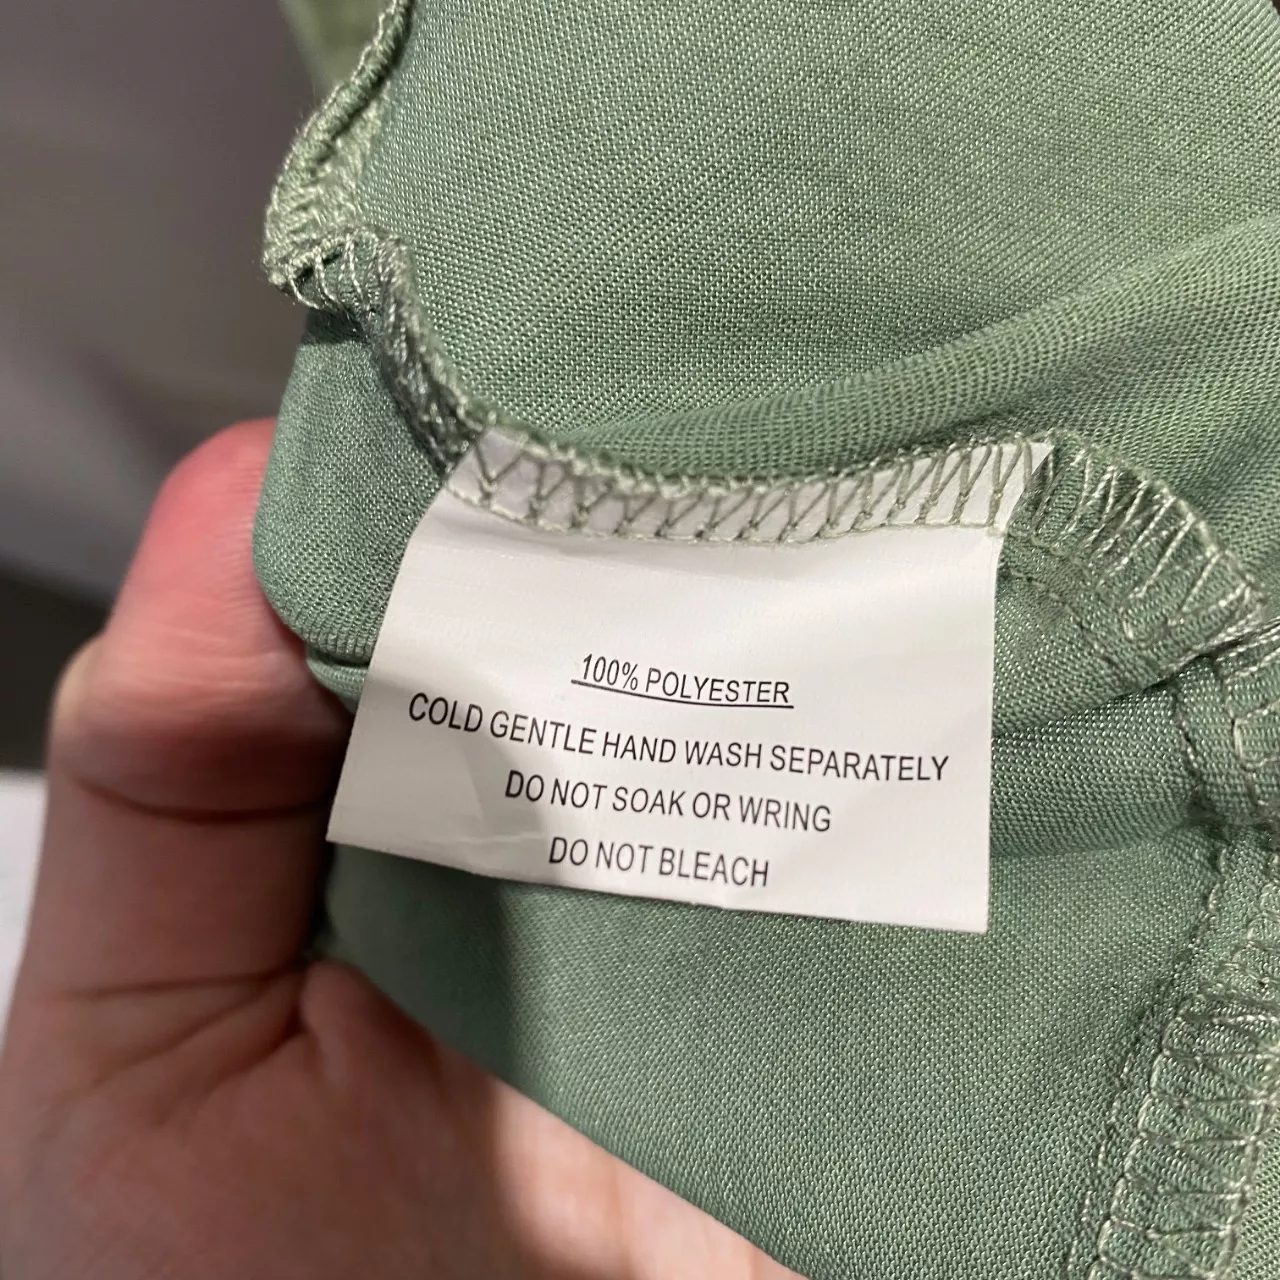 100% POLYESTER
COLD GENTLE HAND WASH SEPARATELY
DO NOT SOAK OR WRING
DO NOT BLEACH